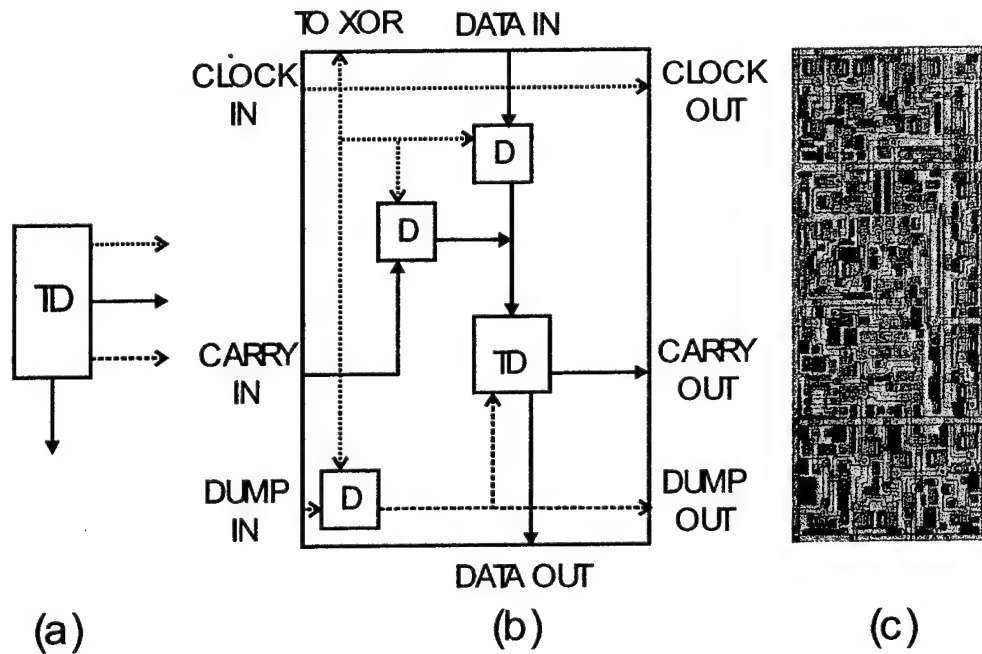 TO XOR
DATA IN
CLOCK
IN
CLOCK
OUT
D
D
TD
TD
CARRY
IN
CARRY
OUT
D
DUMP
IN
DUMP
OUT
DATA OUT
(a)
(b)
(c)